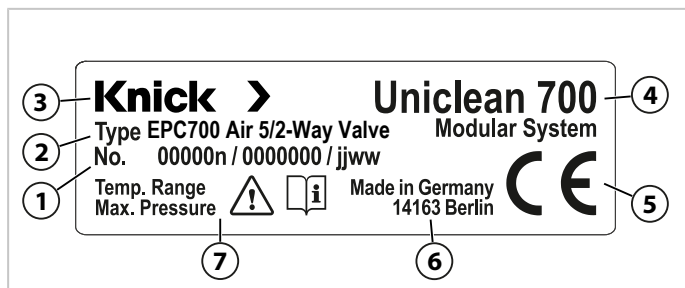 Knick >
Uniclean 700
Modular System
Type EPC700 Air 5/2-Way Valve
No. 00000n / 0000000 / jjww
Temp. Range
Max. Pressure
i
Made in Germany
14163 Berlin
CE
1
2
3
4
5
6
7